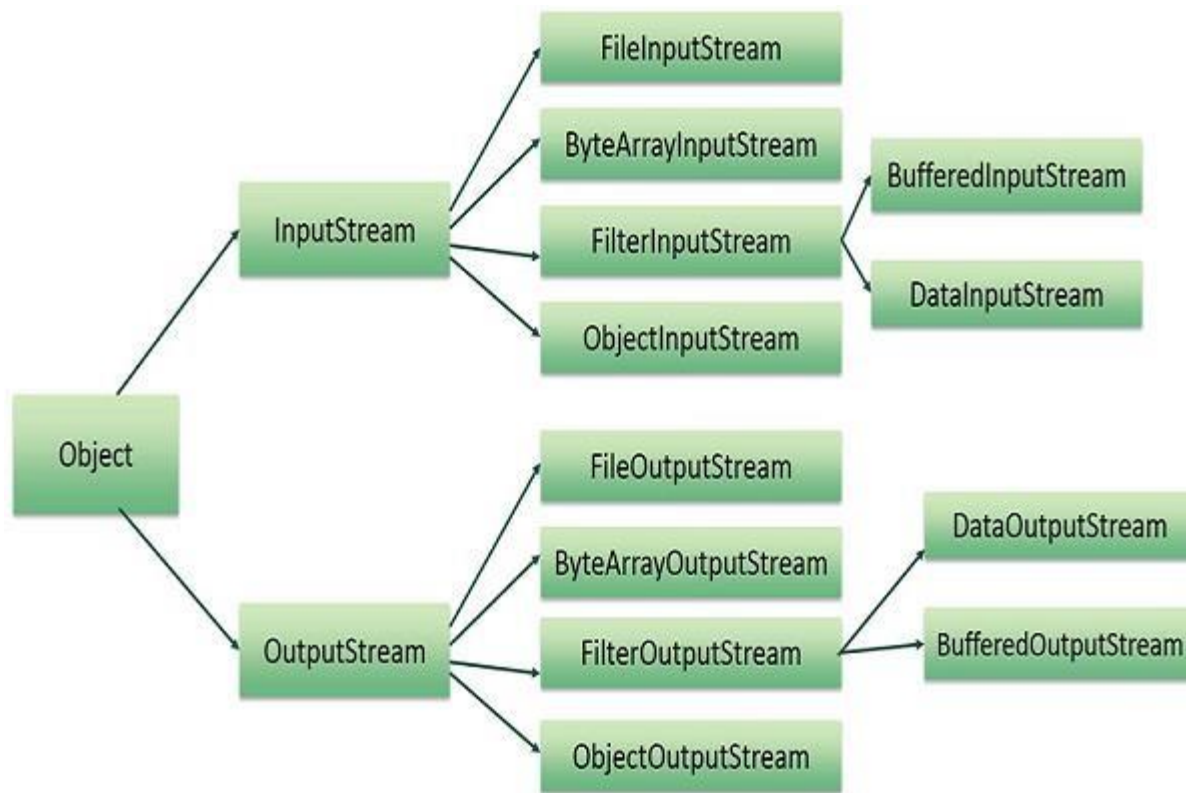 FileInputStream
ByteArrayInputStream
BufferedInputStream
InputStream
FilterInputStream
DataInputStream
ObjectInputStream
Object
FileOutputStream
DataOutputStream
ByteArrayOutputStream
OutputStream
FilterOutputStream
BufferedOutputStream
ObjectOutputStream